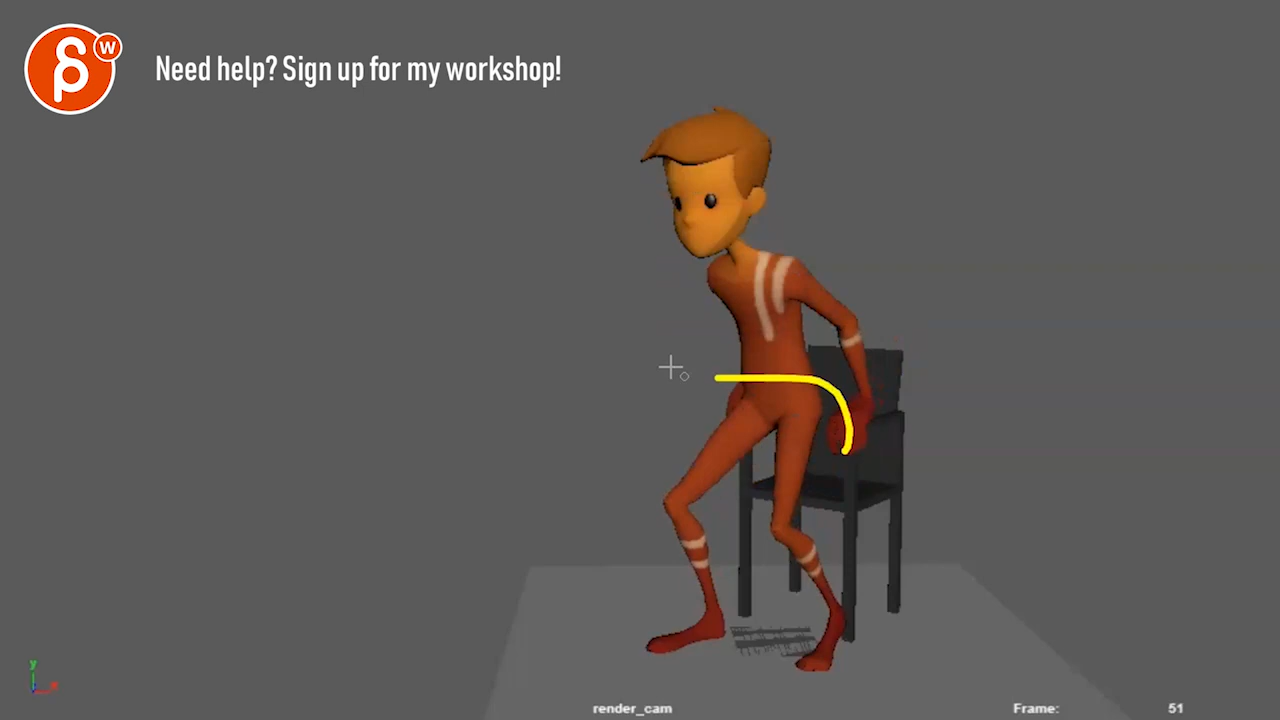 W
Need help? Sign up for my workshop!
y
render_cam
Frame: 51